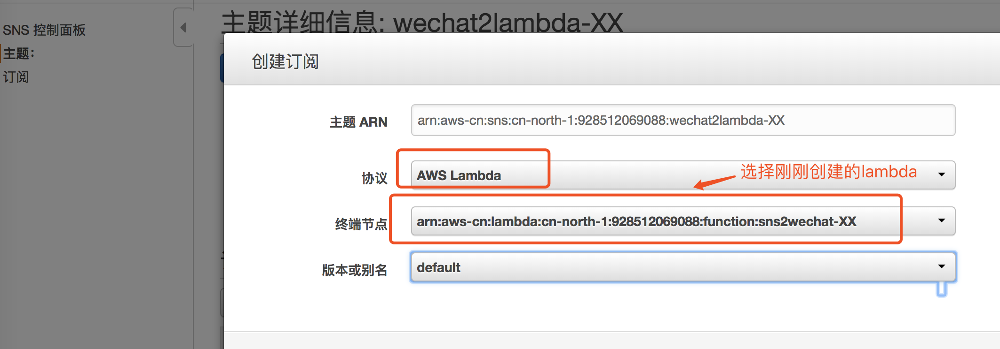 SNS 控制面板
主题：
订阅
主题详细信息: wechat2lambda-XX
创建订阅
主题 ARN
arn:aws-cn:sns:cn-north-1:928512069088:wechat2lambda-XX
协议
AWS Lambda
选择刚刚创建的lambda
终端节点
arn:aws-cn:lambda:cn-north-1:928512069088:function:sns2wechat-XX
版本或别名
default